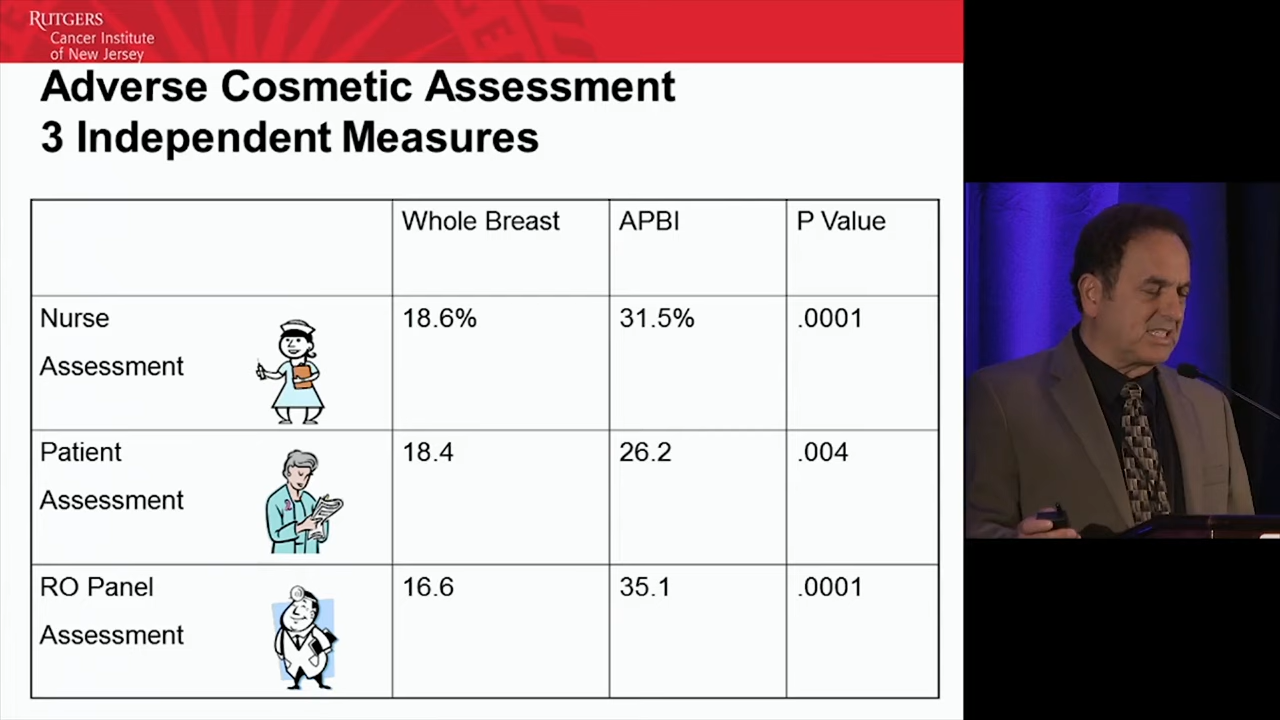 RUTGERS
Cancer Institute
of New Jersey
Adverse Cosmetic Assessment
3 Independent Measures
Whole Breast APBI P Value
Nurse 18.6% 31.5% .0001
Assessment
Patient 18.4 26.2 .004
Assessment
RO Panel 16.6 35.1 .0001
Assessment